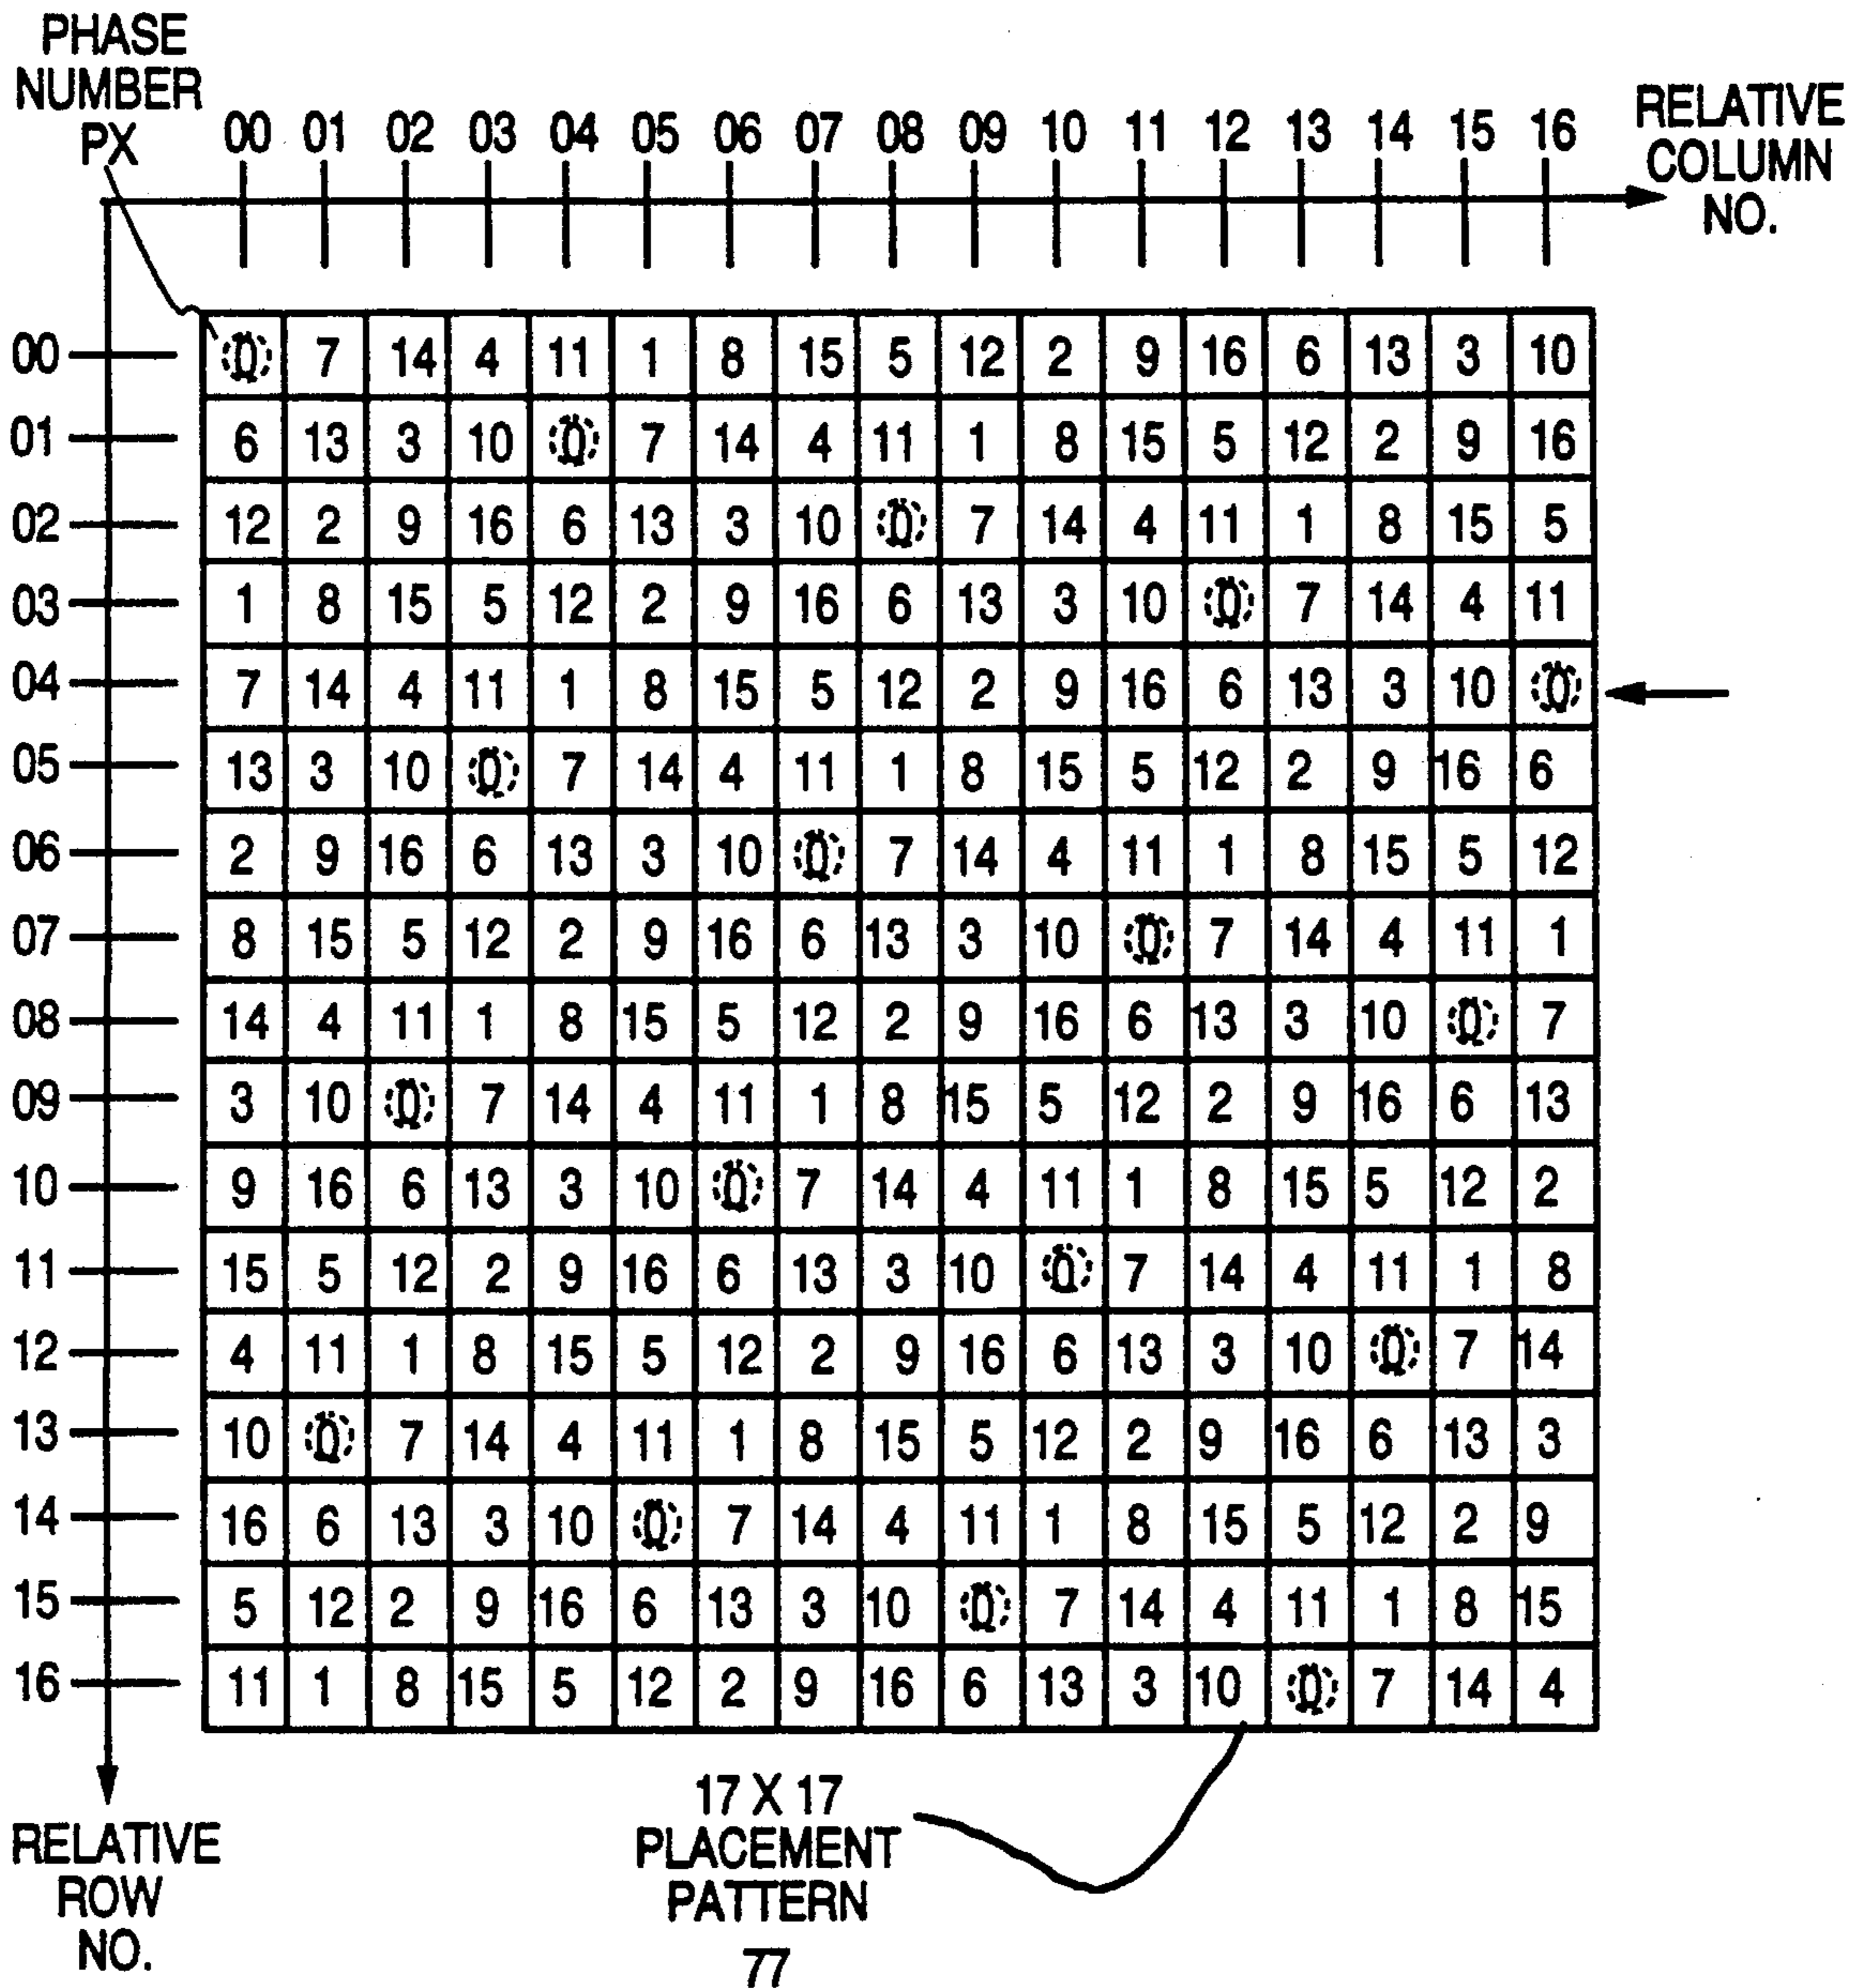 PHASE
NUMBER
PX
00 01 02 03 04 05 06 07 08 09 10 11 12 13 14 15 16
RELATIVE
COLUMN
NO.
00 0 7 14 4 11 1 8 15 5 12 2 9 16 6 13 3 10
01 6 13 3 10 0 7 14 4 11 1 8 15 5 12 2 9 16
02 12 2 9 16 6 13 3 10 0 7 14 4 11 1 8 15 5
03 1 8 15 5 12 2 9 16 6 13 3 10 0 7 14 4 11
04 7 14 4 11 1 8 15 5 12 2 9 16 6 13 3 10 0
05 13 3 10 0 7 14 4 11 1 8 15 5 12 2 9 16 6
06 2 9 16 6 13 3 10 0 7 14 4 11 1 8 15 5 12
07 8 15 5 12 2 9 16 6 13 3 10 0 7 14 4 11 1
08 14 4 11 1 8 15 5 12 2 9 16 6 13 3 10 0 7
09 3 10 0 7 14 4 11 1 8 15 5 12 2 9 16 6 13
10 9 16 6 13 3 10 0 7 14 4 11 1 8 15 5 12 2
11 15 5 12 2 9 16 6 13 3 10 0 7 14 4 11 1 8
12 4 11 1 8 15 5 12 2 9 16 6 13 3 10 0 7 14
13 10 0 7 14 4 11 1 8 15 5 12 2 9 16 6 13 3
14 16 6 13 3 10 0 7 14 4 11 1 8 15 5 12 2 9
15 5 12 2 9 16 6 13 3 10 0 7 14 4 11 1 8 15
16 11 1 8 15 5 12 2 9 16 6 13 3 10 0 7 14 4
RELATIVE
ROW
NO.
17 X 17
PLACEMENT
PATTERN
77